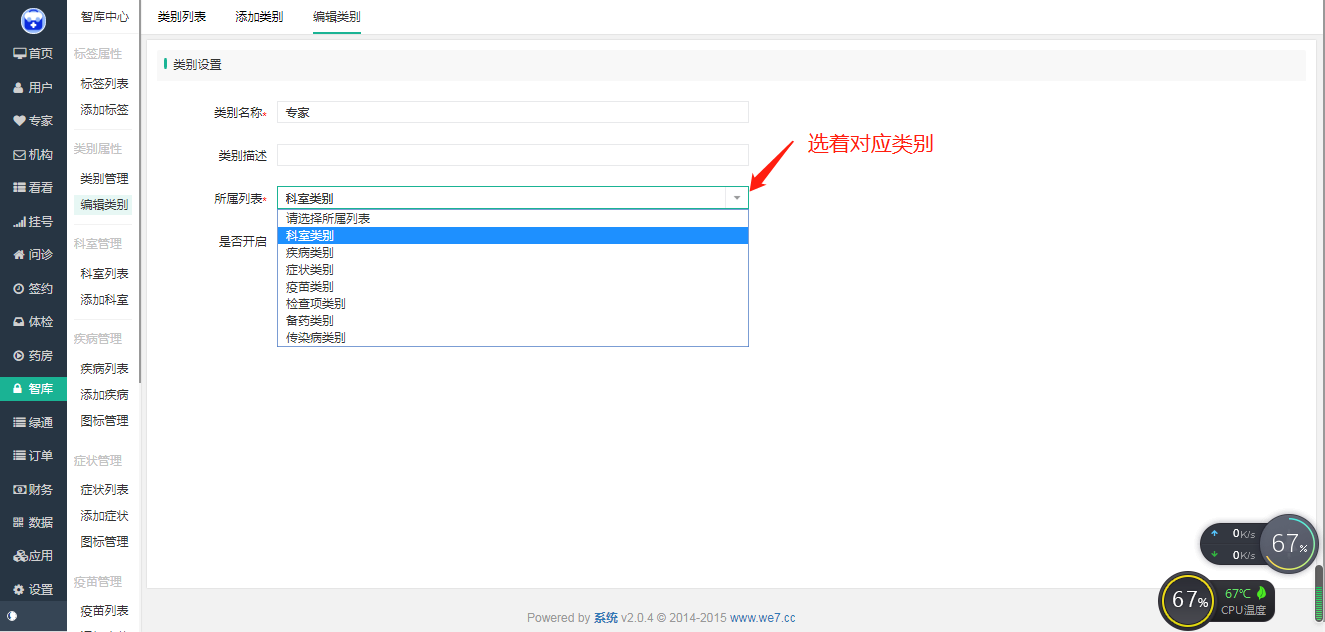 首页
用户
专家
机构
看看
挂号
问诊
签约
体检
药房
智库
绿通
订单
财务
数据
应用
设置
智库中心
标签属性
标签列表
添加标签
类别属性
类别管理
编辑类别
科室管理
科室列表
添加科室
疾病管理
疾病列表
添加疾病
图标管理
症状管理
症状列表
添加症状
图标管理
疫苗管理
疫苗列表
类别列表 添加类别 编辑类别
类别设置
类别名称* 专家
选着对应类别
类别描述
所属列表* 科室类别
请选择所属列表
是否开启 科室类别
疾病类别
症状类别
疫苗类别
检查项类别
备药类别
传染病类别
0K/s
0K/s
67%
67%
67℃
CPU温度
Powered by 系统 v2.0.4 © 2014-2015 www.we7.cc